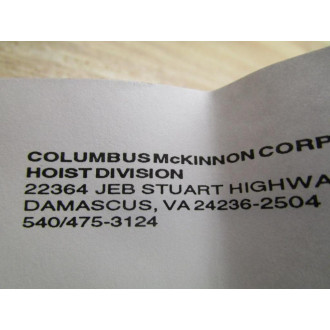 COLUMBUS McKINNON CORP
HOIST DIVISION
22364 JEB STUART HIGHWA
DAMASCUS, VA 24236-2504
540/475-3124